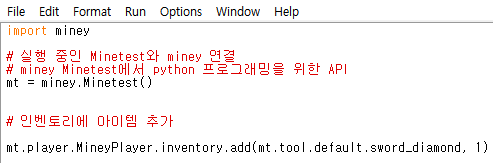 File Edit Format Run Options Window Help
import miney
# 실행 중인 Minetest와 miney 연결
# miney Minetest에서 python 프로그래밍을 위한 API
mt = miney.Minetest()
# 인벤토리에 아이템 추가
mt.player.MineyPlayer.inventory.add(mt.tool.default.sword_diamond, 1)